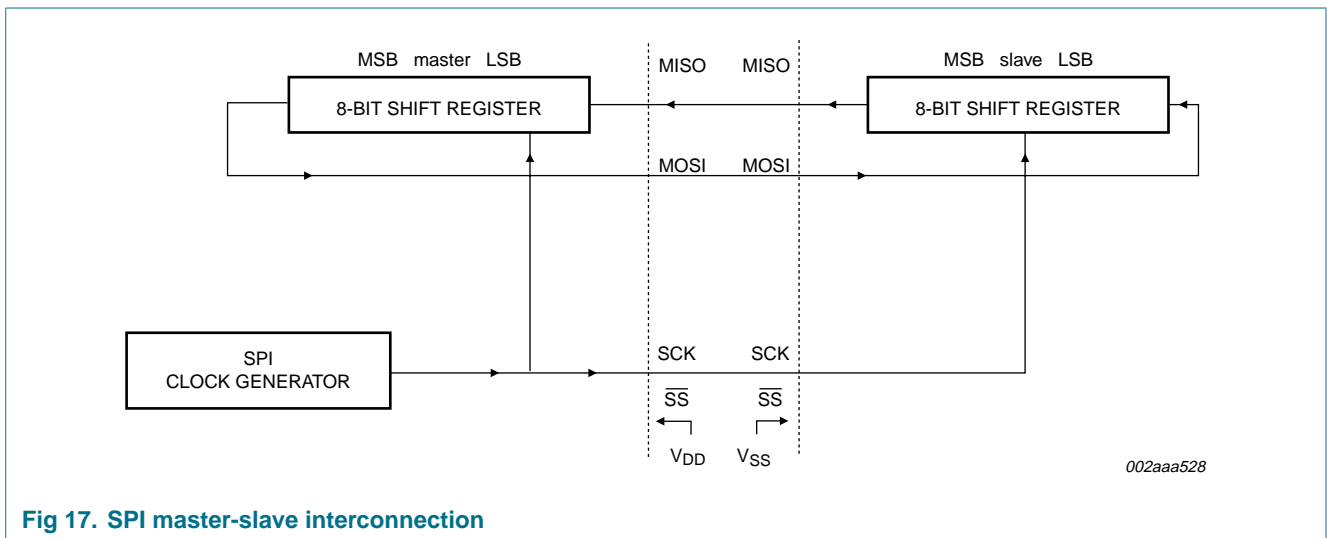 MSB master LSB
8-BIT SHIFT REGISTER
MISO MISO
MSB slave LSB
8-BIT SHIFT REGISTER
MOSI MOSI
SPI
CLOCK GENERATOR
SCK SCK
SS SS
VDD VSS
002aaa528
Fig 17. SPI master-slave interconnection